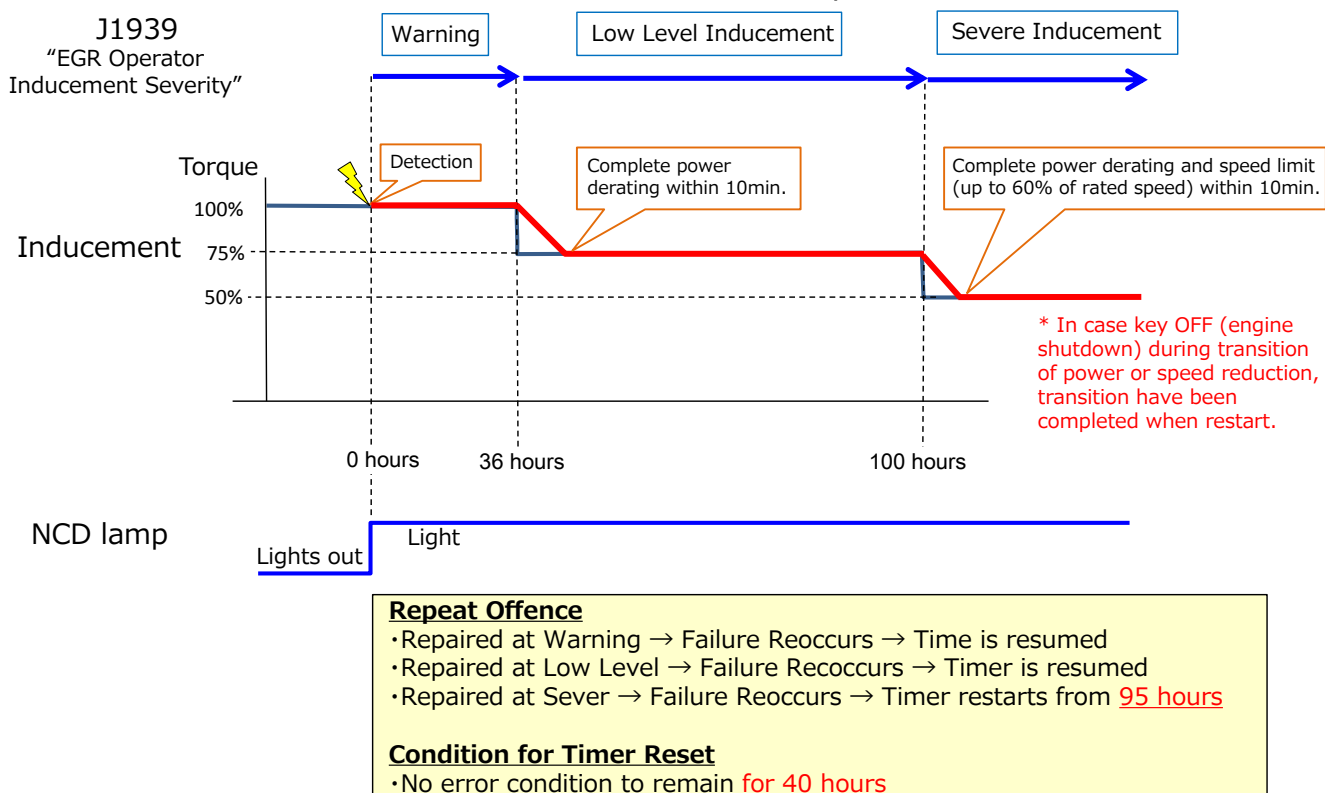 J1939
“EGR Operator
Inducement Severity”
Warning
Low Level Inducement
Severe Inducement
Torque
Detection
Complete power
derating within 10min.
Complete power derating and speed limit
(up to 60% of rated speed) within 10min.
100%
Inducement
75%
50%
* In case key OFF (engine
shutdown) during transition
of power or speed reduction,
transition have been
completed when restart.
0 hours
36 hours
100 hours
NCD lamp
Lights out
Light
Repeat Offence
・Repaired at Warning → Failure Reoccurs → Time is resumed
・Repaired at Low Level → Failure Recoccurs → Timer is resumed
・Repaired at Sever → Failure Reoccurs → Timer restarts from 95 hours
Condition for Timer Reset
・No error condition to remain for 40 hours